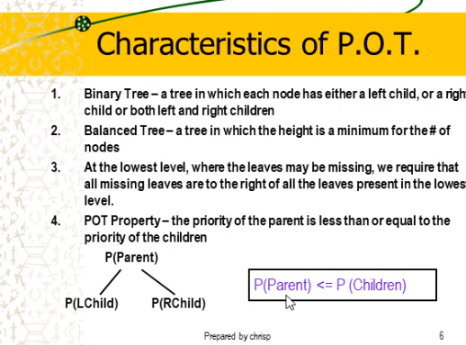 Characteristics of P.O.T.
1. Binary Tree – a tree in which each node has either a left child, or a right
child or both left and right children
2. Balanced Tree – a tree in which the height is a minimum for the # of
nodes
3. At the lowest level, where the leaves may be missing, we require that
all missing leaves are to the right of all the leaves present in the lowest
level.
4. POT Property – the priority of the parent is less than or equal to the
priority of the children
P(Parent)
P(Parent) <= P (Children)
P(LChild) P(RChild)
Prepared by chrisp 6